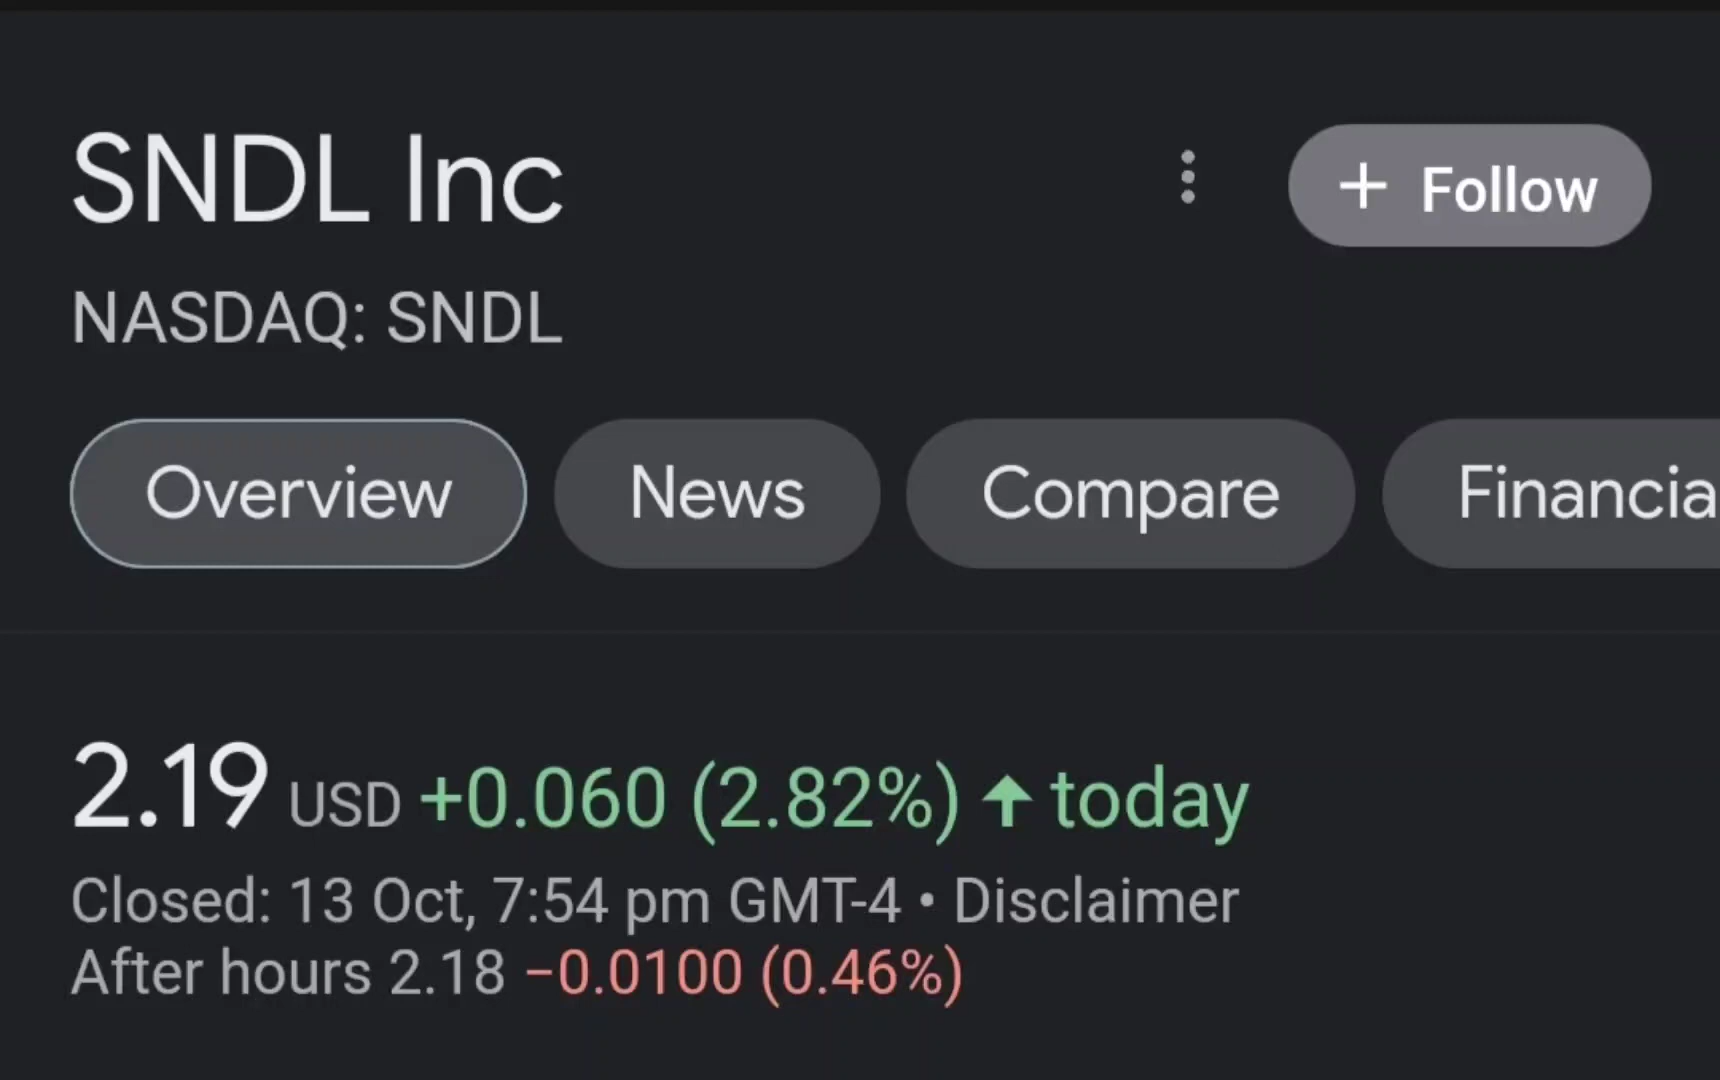 SNDL Inc
+ Follow
NASDAQ: SNDL
Overview News Compare Financia
2.19 USD +0.060 (2.82%) ↑ today
Closed: 13 Oct, 7:54 pm GMT-4 • Disclaimer
After hours 2.18 −0.0100 (0.46%)